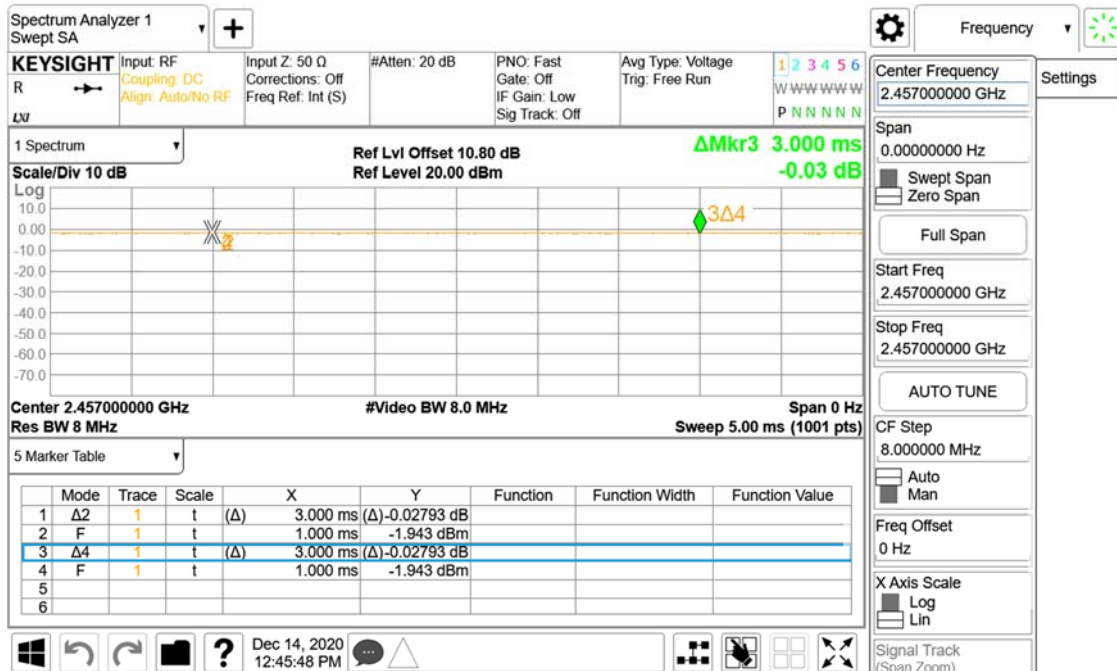 Spectrum Analyzer 1
Swept SA
Frequency
KEYSIGHT
R
LXI
Input: RF
Coupling: DC
Align: Auto/No RF
Input Z: 50 Ω
Corrections: Off
Freq Ref: Int (S)
#Atten: 20 dB
PNO: Fast
Gate: Off
IF Gain: Low
Sig Track: Off
Avg Type: Voltage
Trig: Free Run
1 2 3 4 5 6
W W W W W W
P N N N N N
Center Frequency
2.457000000 GHz
Settings
Span
0.00000000 Hz
Swept Span
Zero Span
Full Span
Start Freq
2.457000000 GHz
Stop Freq
2.457000000 GHz
AUTO TUNE
CF Step
8.000000 MHz
Auto
Man
Freq Offset
0 Hz
X Axis Scale
Log
Lin
Signal Track
(Span Zoom)
1 Spectrum
Scale/Div 10 dB
Ref Lvl Offset 10.80 dB
Ref Level 20.00 dBm
ΔMkr3 3.000 ms
-0.03 dB
Log
10.0
0.00
-10.0
-20.0
-30.0
-40.0
-50.0
-60.0
-70.0
3Δ4
Center 2.457000000 GHz #Video BW 8.0 MHz Span 0 Hz
Res BW 8 MHz Sweep 5.00 ms (1001 pts)
5 Marker Table
Mode Trace Scale X Y Function Function Width Function Value
1 Δ2 1 t (Δ) 3.000 ms (Δ)-0.02793 dB
2 F 1 t 1.000 ms -1.943 dBm
3 Δ4 1 t (Δ) 3.000 ms (Δ)-0.02793 dB
4 F 1 t 1.000 ms -1.943 dBm
5
6
?
Dec 14, 2020
12:45:48 PM